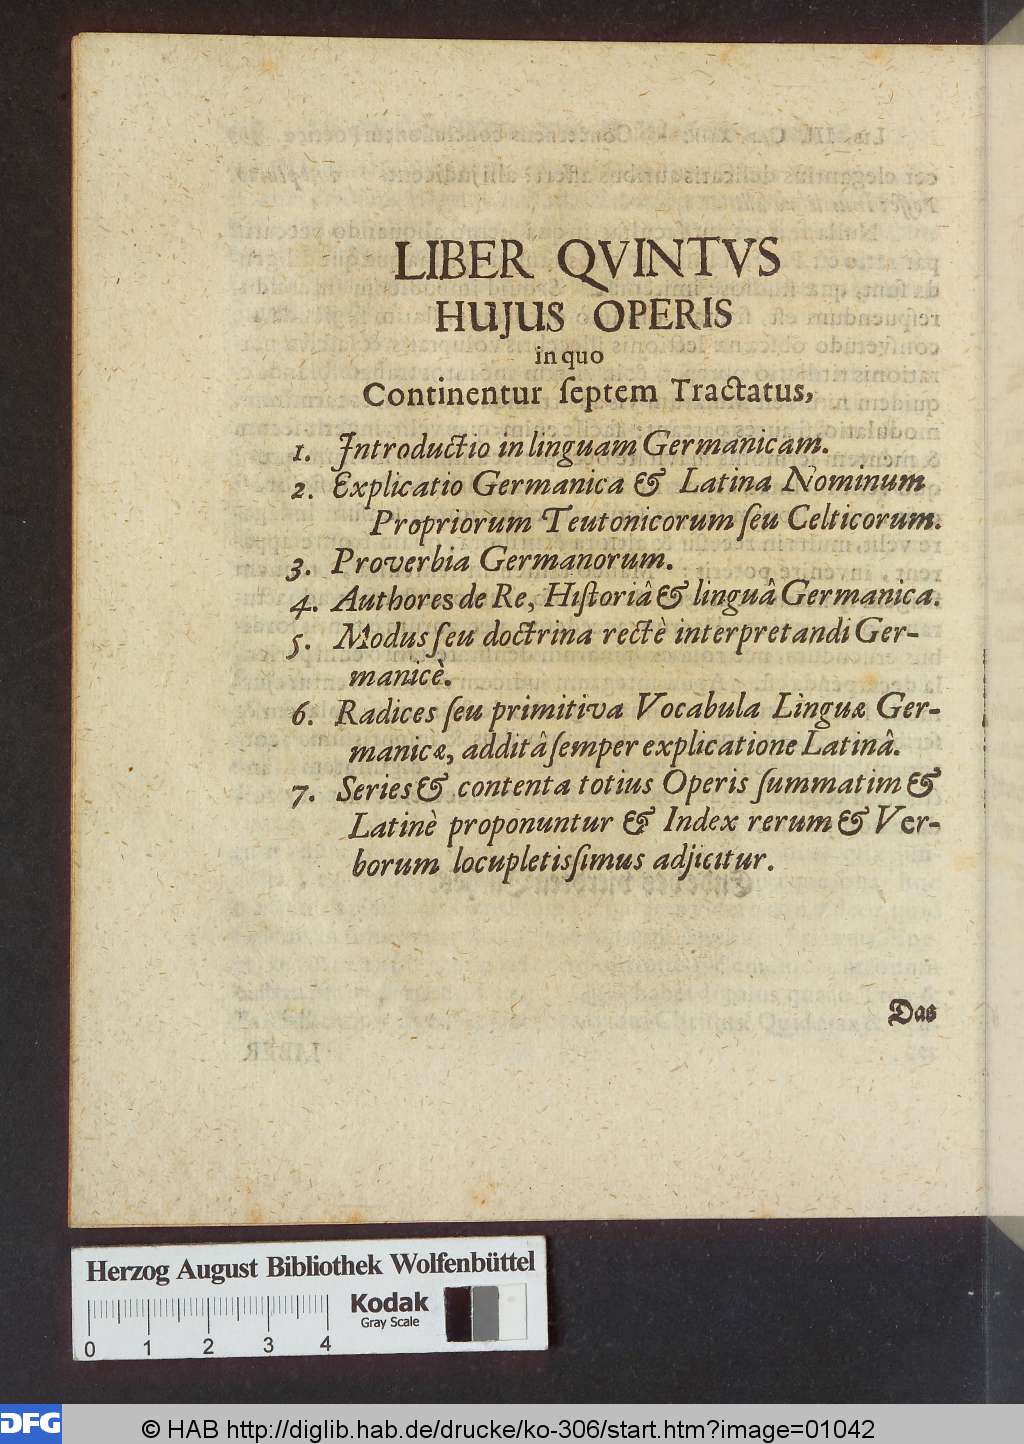 LIBER QVINTVS
HUJUS OPERIS
in quo
Continentur ſeptem Tractatus,
1. Introductio in linguam Germanicam.
2. Explicatio Germanica & Latina Nominum
Propriorum Teutonicorum ſeu Celticorum.
3. Proverbia Germanorum.
4. Authores de Re, Hiſtoriâ & linguâ Germanica.
5. Modus ſeu doctrina rectè interpretandi Ger-
manicè.
6. Radices ſeu primitiva Vocabula Linguæ Ger-
manicæ, additâ ſemper explicatione Latinâ.
7. Series & contenta totius Operis ſummatim &
Latinè proponuntur & Index rerum & Ver-
borum locupletisſimus adjicitur.
Das
Herzog August Bibliothek Wolfenbüttel
Kodak
Gray Scale
0 1 2 3 4
DFG
© HAB http://diglib.hab.de/drucke/ko-306/start.htm?image=01042